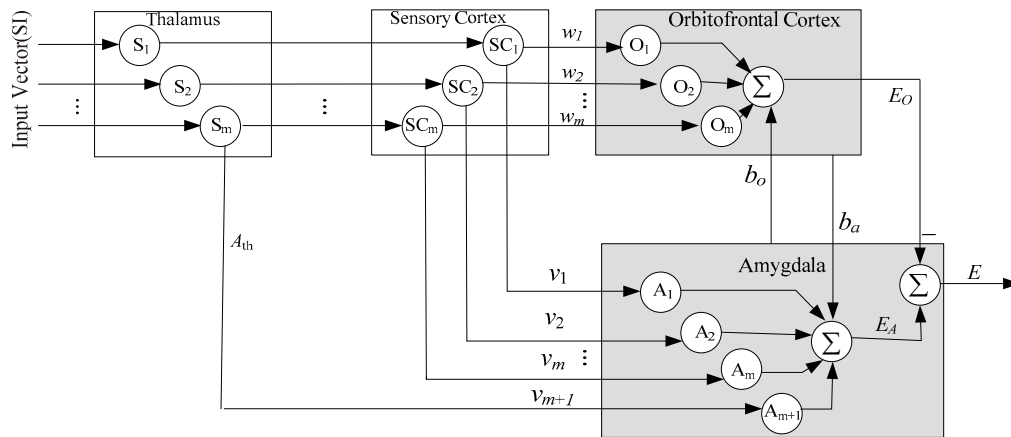 Input Vector(SI)
Thalamus
Sensory Cortex
Orbitofrontal Cortex
S1
SC1
w1
O1
S2
SC2
w2
O2
Σ
EO
...
...
...
Sm
SCm
wm
Om
bo
ba
Ath
–
Amygdala
v1
A1
Σ
E
v2
A2
Σ
EA
...
vm
Am
vm+1
Am+1